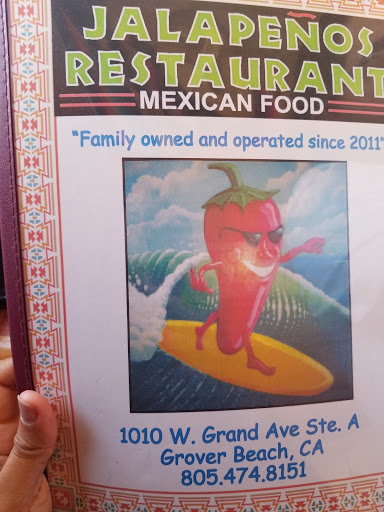 JALAPEÑOS
RESTAURANT
MEXICAN FOOD
"Family owned and operated since 2011"
1010 W. Grand Ave Ste. A
Grover Beach, CA
805.474.8151